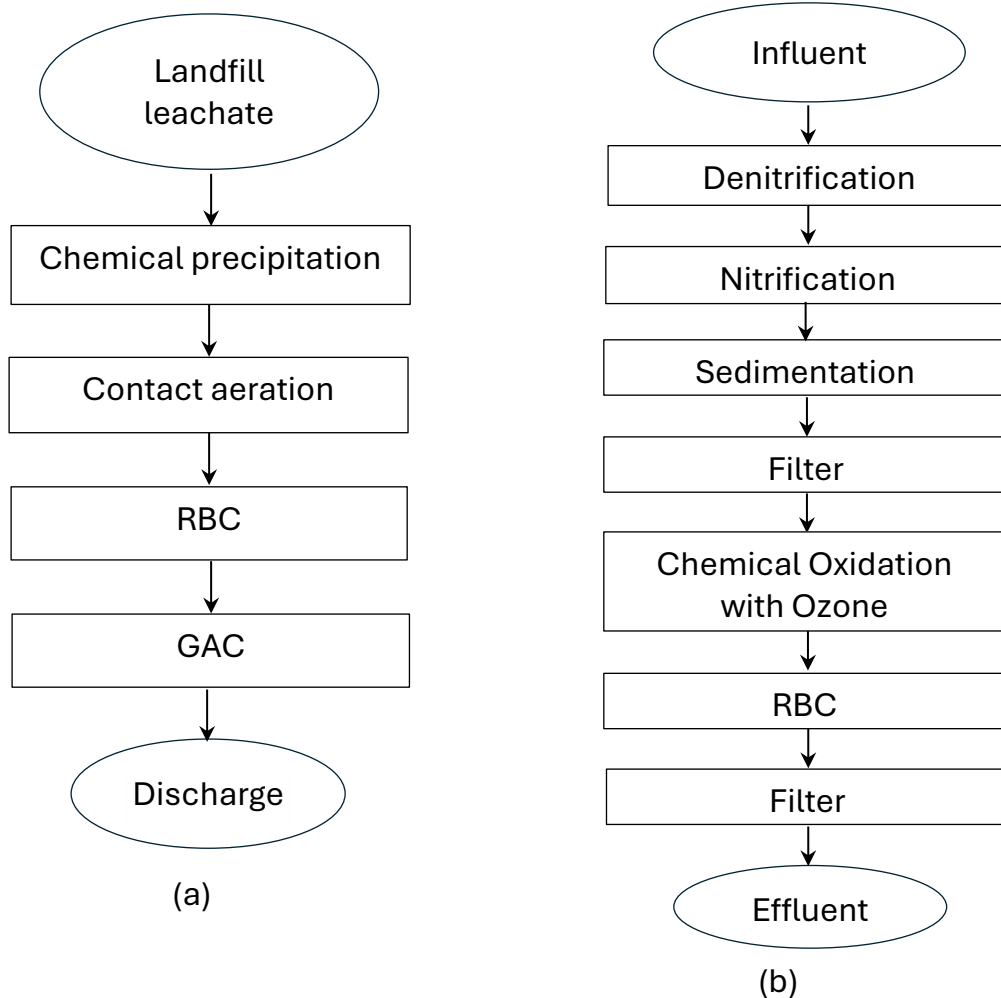 Landfill
leachate
Chemical precipitation
Contact aeration
RBC
GAC
Discharge
(a)
Influent
Denitrification
Nitrification
Sedimentation
Filter
Chemical Oxidation
with Ozone
RBC
Filter
Effluent
(b)